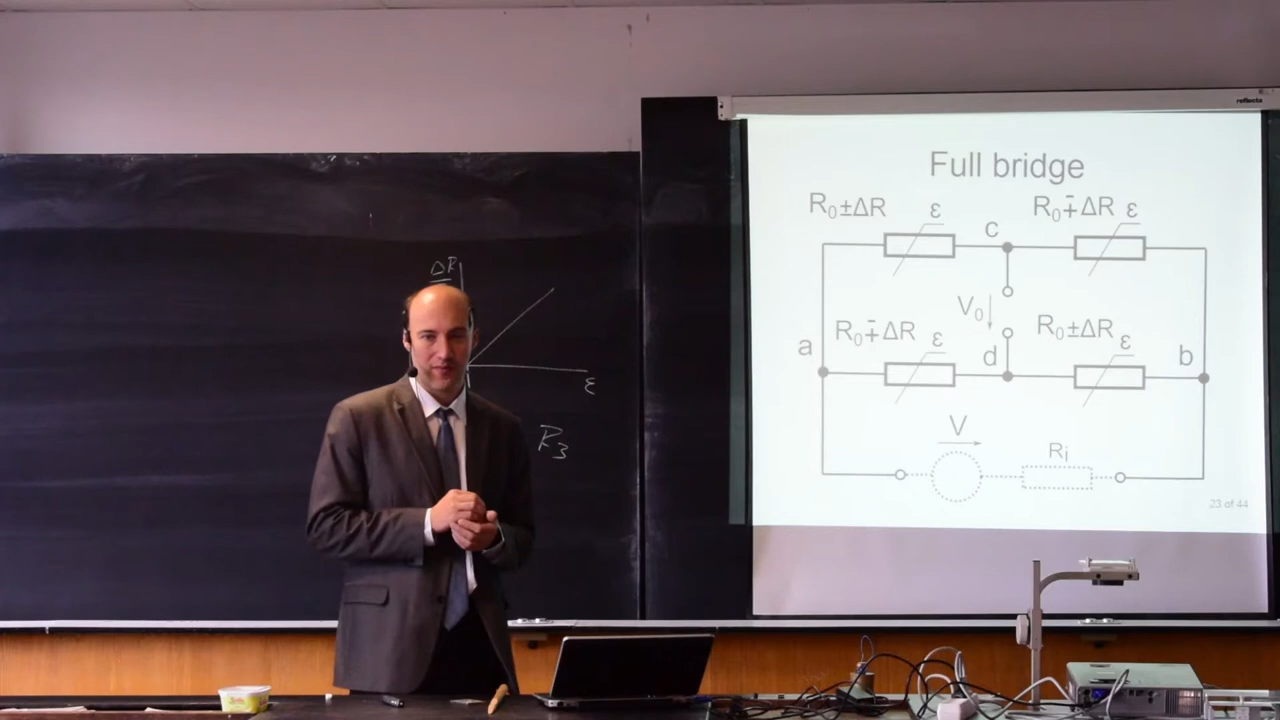 reflecta
Full bridge
R₀±ΔR
ε
R₀∓ΔR
ε
c
V₀
R₀∓ΔR
ε
R₀±ΔR
ε
a
d
b
V
Rᵢ
23 of 44
ΔR
ε
R₃